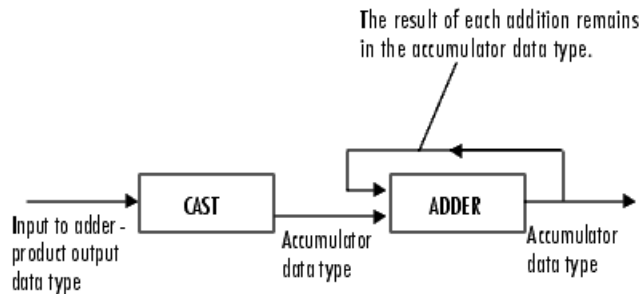 The result of each addition remains
in the accumulator data type.
CAST
ADDER
Input to adder -
product output
data type
Accumulator
data type
Accumulator
data type